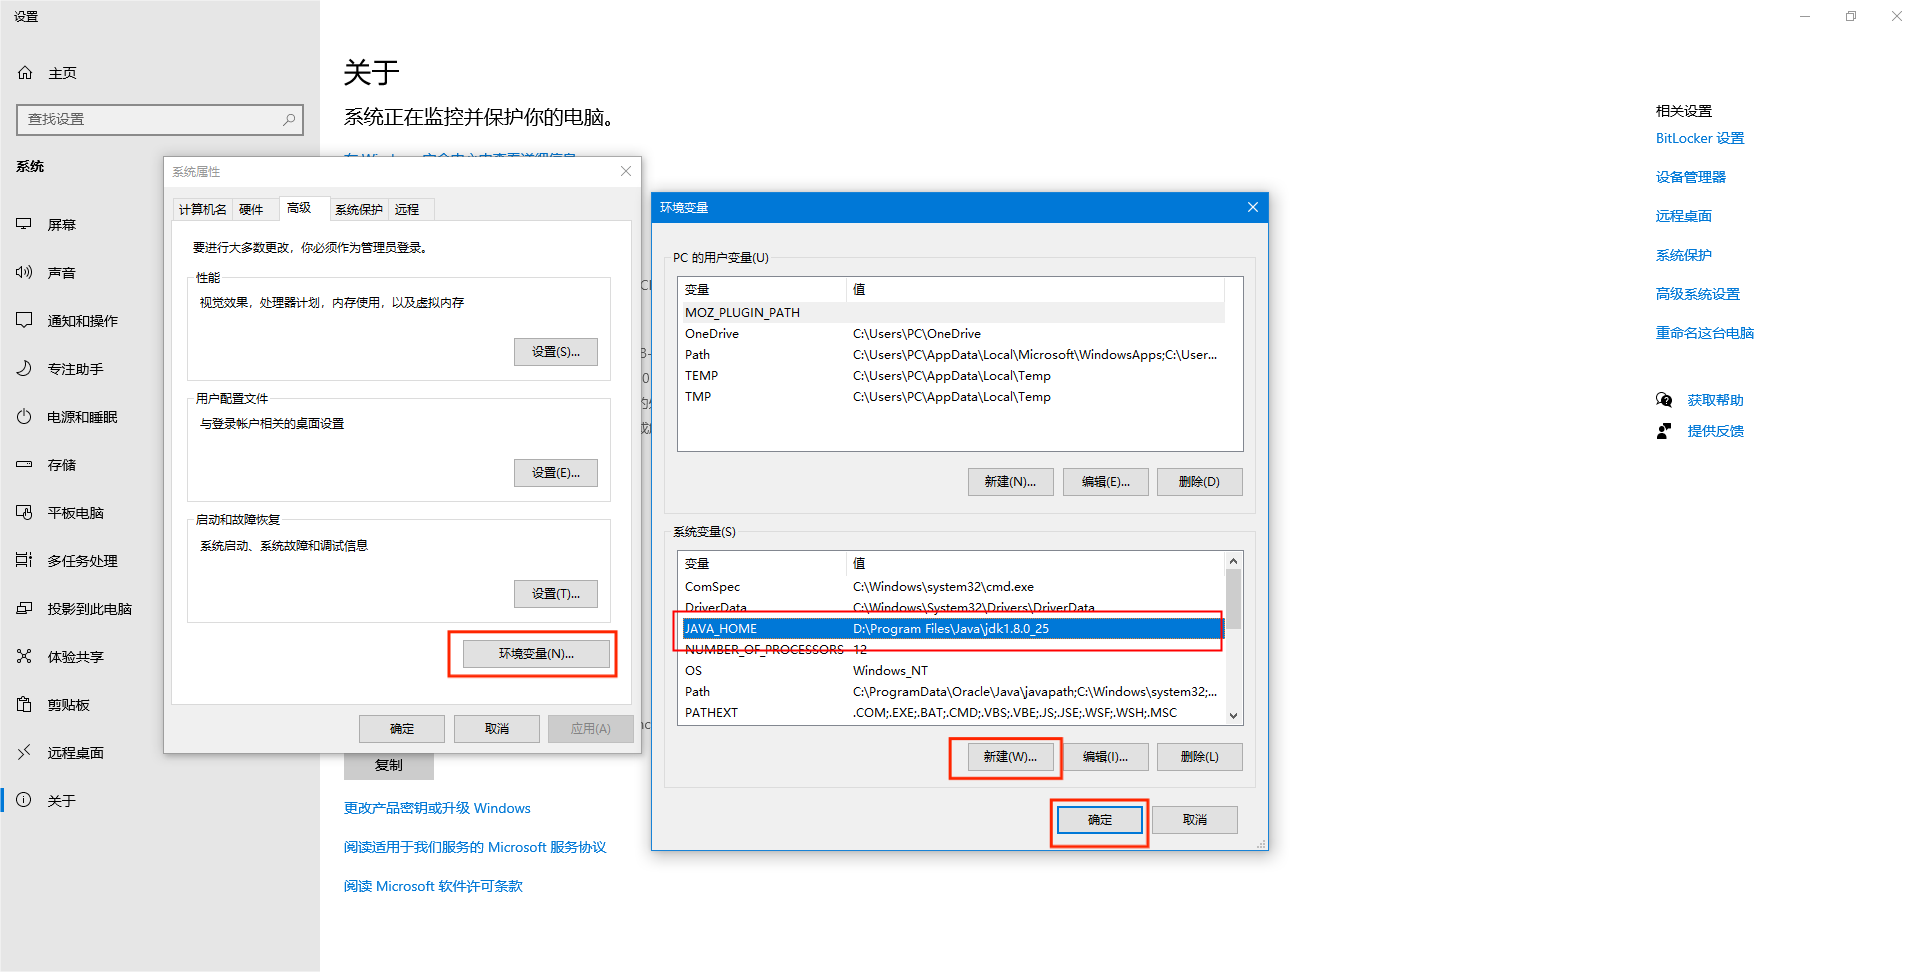 设置
主页
查找设置
系统
屏幕
声音
通知和操作
专注助手
电源和睡眠
存储
平板电脑
多任务处理
投影到此电脑
体验共享
剪贴板
远程桌面
关于
关于
系统正在监控并保护你的电脑。
系统属性
计算机名 硬件 高级 系统保护 远程
要进行大多数更改，你必须作为管理员登录。
性能
视觉效果，处理器计划，内存使用，以及虚拟内存
设置(S)...
用户配置文件
与登录帐户相关的桌面设置
设置(E)...
启动和故障恢复
系统启动、系统故障和调试信息
设置(T)...
环境变量(N)...
确定 取消 应用(A)
复制
更改产品密钥或升级 Windows
阅读适用于我们服务的 Microsoft 服务协议
阅读 Microsoft 软件许可条款
环境变量
PC 的用户变量(U)
变量 值
MOZ_PLUGIN_PATH
OneDrive C:\Users\PC\OneDrive
Path C:\Users\PC\AppData\Local\Microsoft\WindowsApps;C:\User...
TEMP C:\Users\PC\AppData\Local\Temp
TMP C:\Users\PC\AppData\Local\Temp
新建(N)... 编辑(E)... 删除(D)
系统变量(S)
变量 值
ComSpec C:\Windows\system32\cmd.exe
DriverData C:\Windows\System32\Drivers\DriverData
JAVA_HOME D:\Program Files\Java\jdk1.8.0_25
NUMBER_OF_PROCESSORS 12
OS Windows_NT
Path C:\ProgramData\Oracle\Java\javapath;C:\Windows\system32;...
PATHEXT .COM;.EXE;.BAT;.CMD;.VBS;.VBE;.JS;.JSE;.WSF;.WSH;.MSC
新建(W)... 编辑(I)... 删除(L)
确定 取消
相关设置
BitLocker 设置
设备管理器
远程桌面
系统保护
高级系统设置
重命名这台电脑
获取帮助
提供反馈